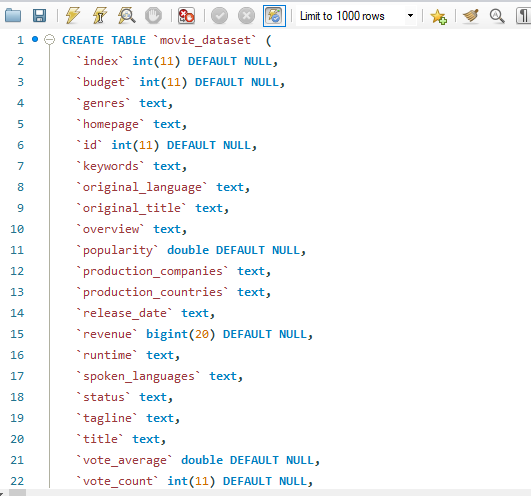 Limit to 1000 rows
1 CREATE TABLE `movie_dataset` (
2 `index` int(11) DEFAULT NULL,
3 `budget` int(11) DEFAULT NULL,
4 `genres` text,
5 `homepage` text,
6 `id` int(11) DEFAULT NULL,
7 `keywords` text,
8 `original_language` text,
9 `original_title` text,
10 `overview` text,
11 `popularity` double DEFAULT NULL,
12 `production_companies` text,
13 `production_countries` text,
14 `release_date` text,
15 `revenue` bigint(20) DEFAULT NULL,
16 `runtime` text,
17 `spoken_languages` text,
18 `status` text,
19 `tagline` text,
20 `title` text,
21 `vote_average` double DEFAULT NULL,
22 `vote_count` int(11) DEFAULT NULL,